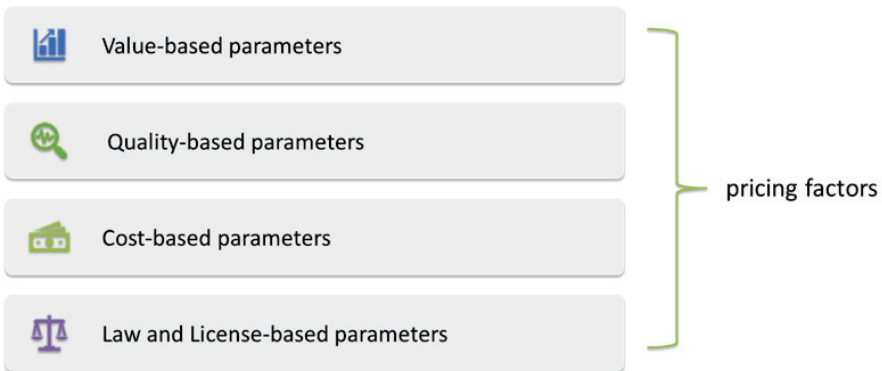 Value-based parameters
Quality-based parameters
Cost-based parameters
Law and License-based parameters
pricing factors